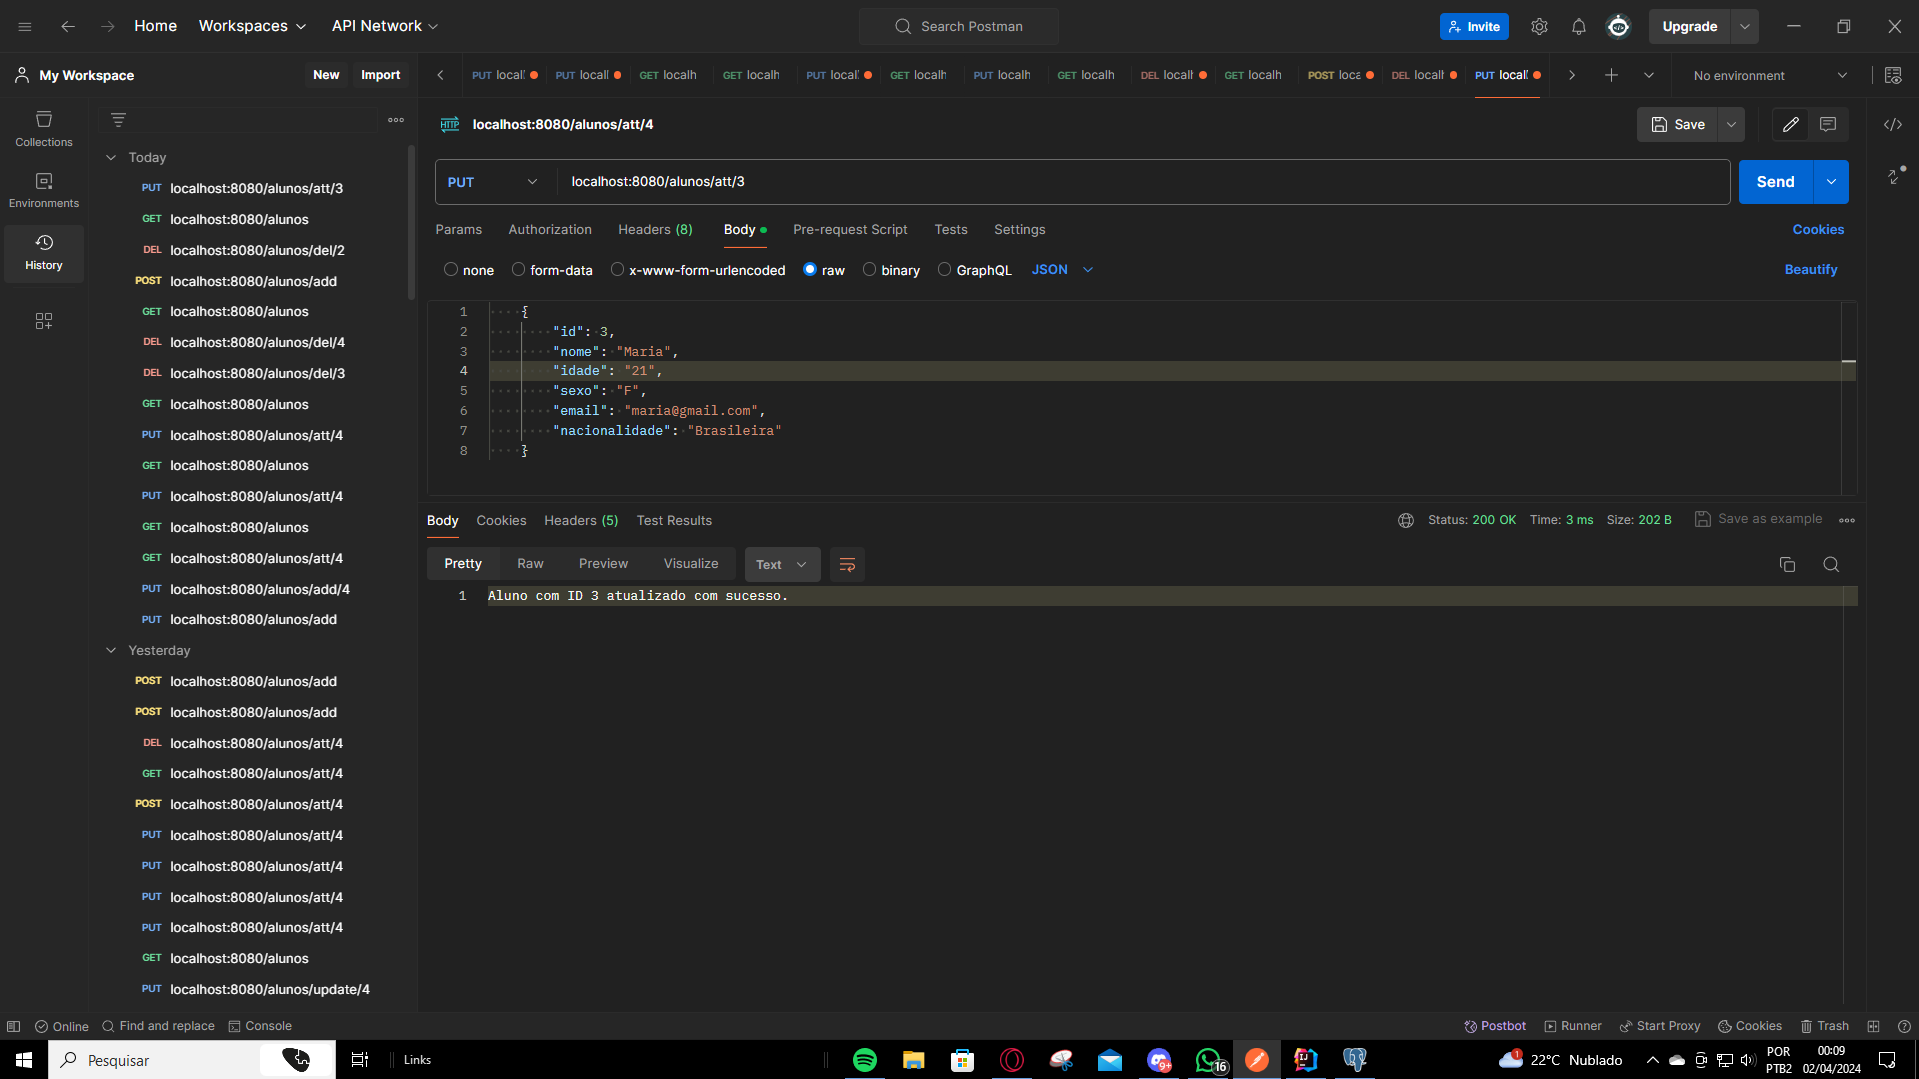 Home Workspaces API Network Search Postman Invite Upgrade
My Workspace New Import PUT local PUT local GET localh GET localh PUT local GET localh PUT localh GET localh DEL localh GET localh POST loca DEL localh PUT local No environment
Collections
Environments
History
Today
PUT localhost:8080/alunos/att/3
GET localhost:8080/alunos
DEL localhost:8080/alunos/del/2
POST localhost:8080/alunos/add
GET localhost:8080/alunos
DEL localhost:8080/alunos/del/4
DEL localhost:8080/alunos/del/3
GET localhost:8080/alunos
PUT localhost:8080/alunos/att/4
GET localhost:8080/alunos
PUT localhost:8080/alunos/att/4
GET localhost:8080/alunos
GET localhost:8080/alunos/att/4
PUT localhost:8080/alunos/add/4
PUT localhost:8080/alunos/add
Yesterday
POST localhost:8080/alunos/add
POST localhost:8080/alunos/add
DEL localhost:8080/alunos/att/4
GET localhost:8080/alunos/att/4
POST localhost:8080/alunos/att/4
PUT localhost:8080/alunos/att/4
PUT localhost:8080/alunos/att/4
PUT localhost:8080/alunos/att/4
PUT localhost:8080/alunos/att/4
GET localhost:8080/alunos
PUT localhost:8080/alunos/update/4
HTTP localhost:8080/alunos/att/4 Save
PUT localhost:8080/alunos/att/3 Send
Params Authorization Headers (8) Body Pre-request Script Tests Settings Cookies
none form-data x-www-form-urlencoded raw binary GraphQL JSON Beautify
1 {
2 "id": 3,
3 "nome": "Maria",
4 "idade": "21",
5 "sexo": "F",
6 "email": "maria@gmail.com",
7 "nacionalidade": "Brasileira"
8 }
Body Cookies Headers (5) Test Results Status: 200 OK Time: 3 ms Size: 202 B Save as example
Pretty Raw Preview Visualize Text
1 Aluno com ID 3 atualizado com sucesso.
Online Find and replace Console Postbot Runner Start Proxy Cookies Trash
Pesquisar Links 9+ 16 1 22°C Nublado POR PTB2 00:09 02/04/2024